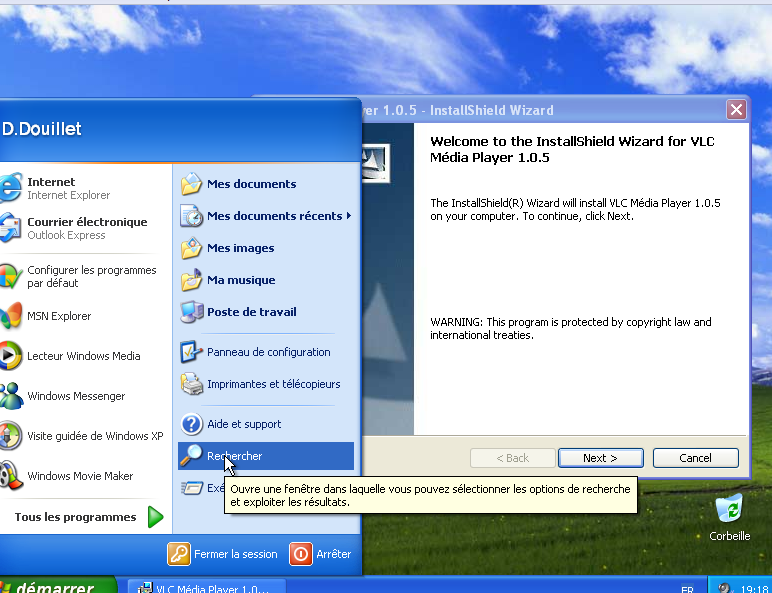 D.Douillet
Internet
Internet Explorer
Courrier électronique
Outlook Express
Configurer les programmes
par défaut
MSN Explorer
Lecteur Windows Media
Windows Messenger
Visite guidée de Windows XP
Windows Movie Maker
Tous les programmes
Mes documents
Mes documents récents
Mes images
Ma musique
Poste de travail
Panneau de configuration
Imprimantes et télécopieurs
Aide et support
Rechercher
Ouvre une fenêtre dans laquelle vous pouvez sélectionner les options de recherche
et exploiter les résultats.
Fermer la session
Arrêter
1.0.5 - InstallShield Wizard
Welcome to the InstallShield Wizard for VLC
Média Player 1.0.5
The InstallShield(R) Wizard will install VLC Média Player 1.0.5
on your computer. To continue, click Next.
WARNING: This program is protected by copyright law and
international treaties.
< Back
Next >
Cancel
Corbeille
démarrer
VLC Média Player 1.0...
FR
19:18